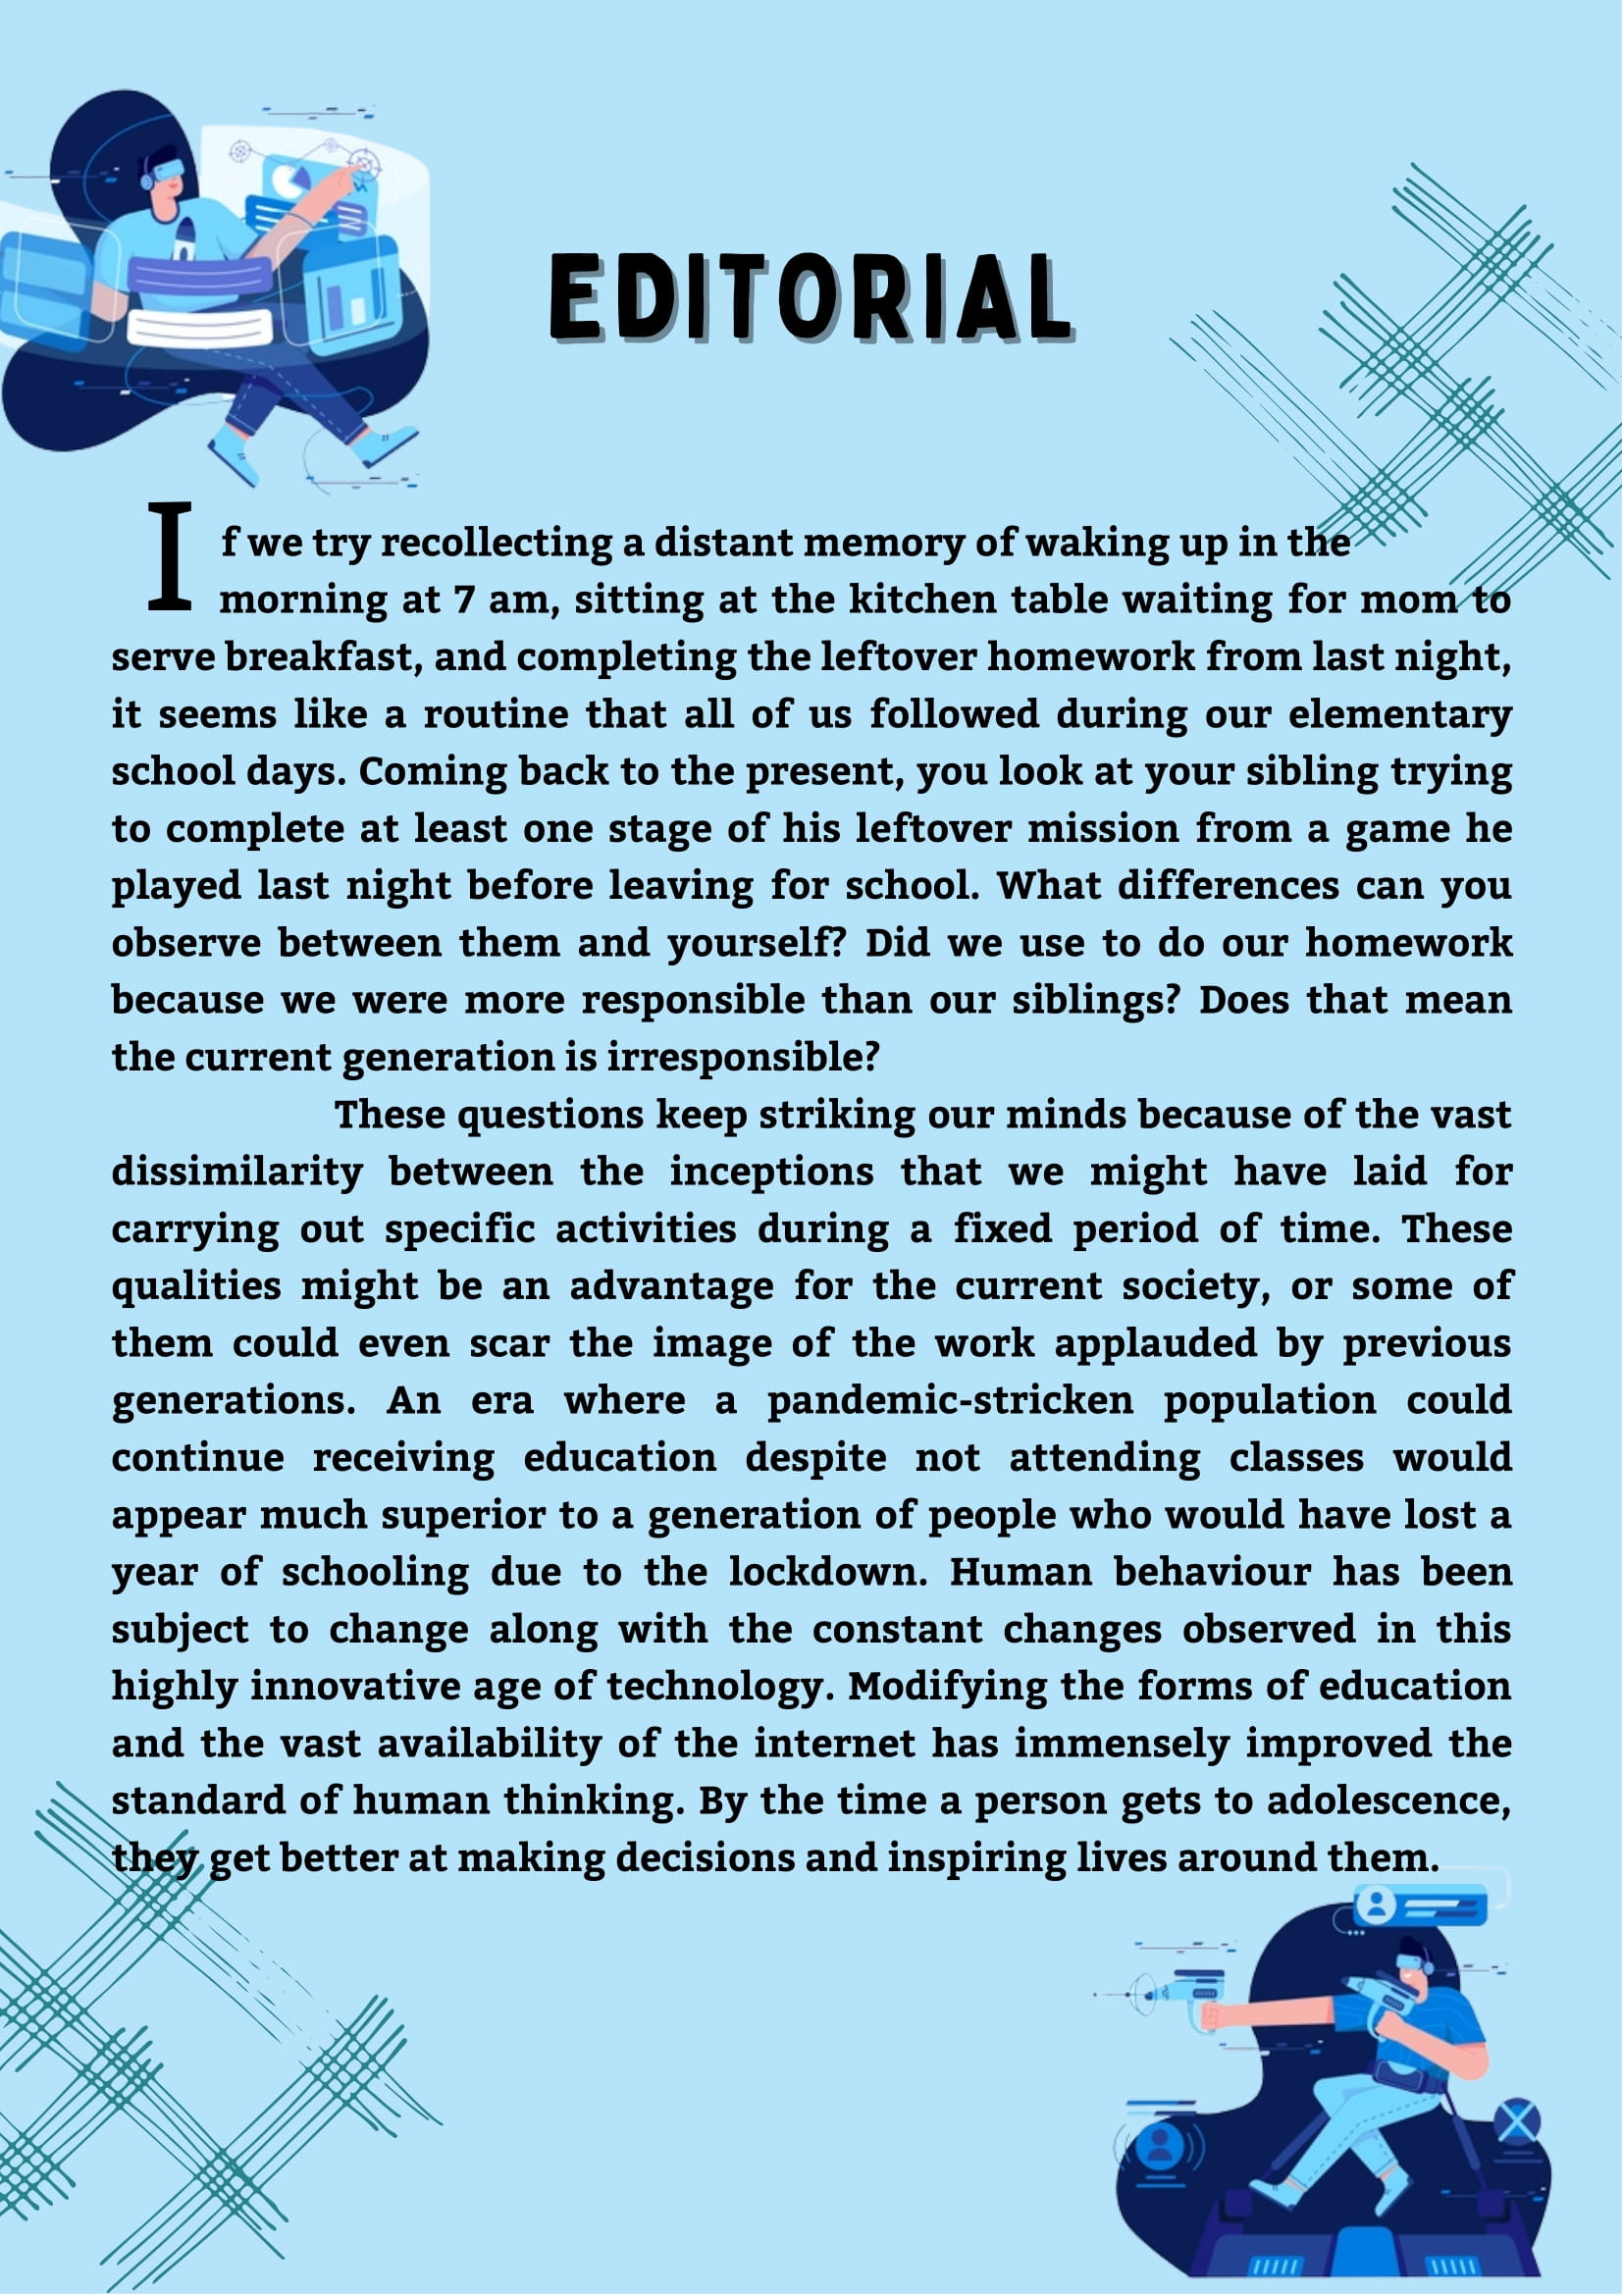 EDITORIAL
If we try recollecting a distant memory of waking up in the
morning at 7 am, sitting at the kitchen table waiting for mom to
serve breakfast, and completing the leftover homework from last night,
it seems like a routine that all of us followed during our elementary
school days. Coming back to the present, you look at your sibling trying
to complete at least one stage of his leftover mission from a game he
played last night before leaving for school. What differences can you
observe between them and yourself? Did we use to do our homework
because we were more responsible than our siblings? Does that mean
the current generation is irresponsible?
These questions keep striking our minds because of the vast
dissimilarity between the inceptions that we might have laid for
carrying out specific activities during a fixed period of time. These
qualities might be an advantage for the current society, or some of
them could even scar the image of the work applauded by previous
generations. An era where a pandemic-stricken population could
continue receiving education despite not attending classes would
appear much superior to a generation of people who would have lost a
year of schooling due to the lockdown. Human behaviour has been
subject to change along with the constant changes observed in this
highly innovative age of technology. Modifying the forms of education
and the vast availability of the internet has immensely improved the
standard of human thinking. By the time a person gets to adolescence,
they get better at making decisions and inspiring lives around them.